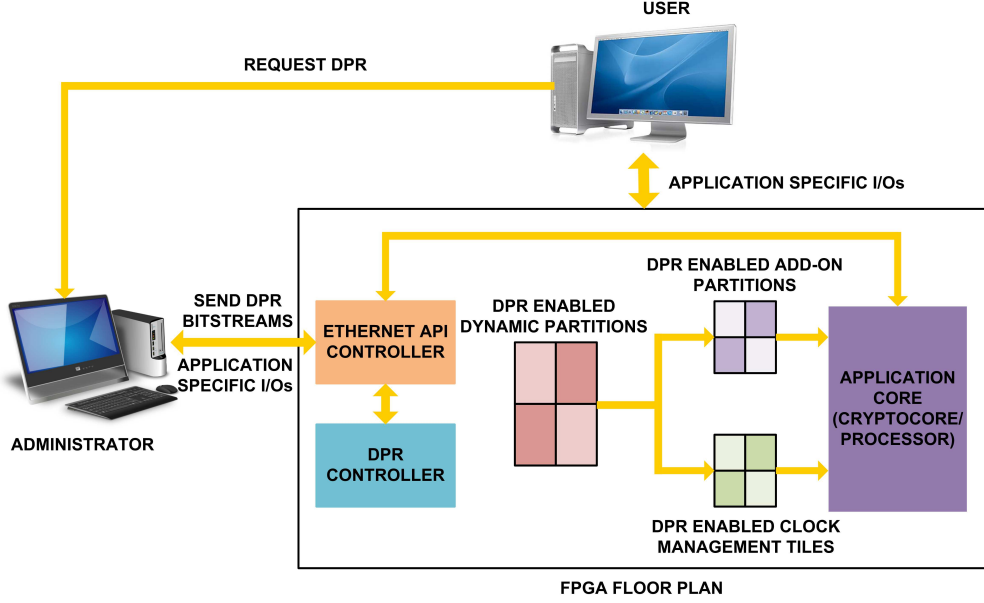 USER
REQUEST DPR
APPLICATION SPECIFIC I/Os
SEND DPR
BITSTREAMS
APPLICATION
SPECIFIC I/Os
ADMINISTRATOR
ETHERNET API
CONTROLLER
DPR
CONTROLLER
DPR ENABLED
DYNAMIC PARTITIONS
DPR ENABLED ADD-ON
PARTITIONS
DPR ENABLED CLOCK
MANAGEMENT TILES
APPLICATION
CORE
(CRYPTOCORE/
PROCESSOR)
FPGA FLOOR PLAN